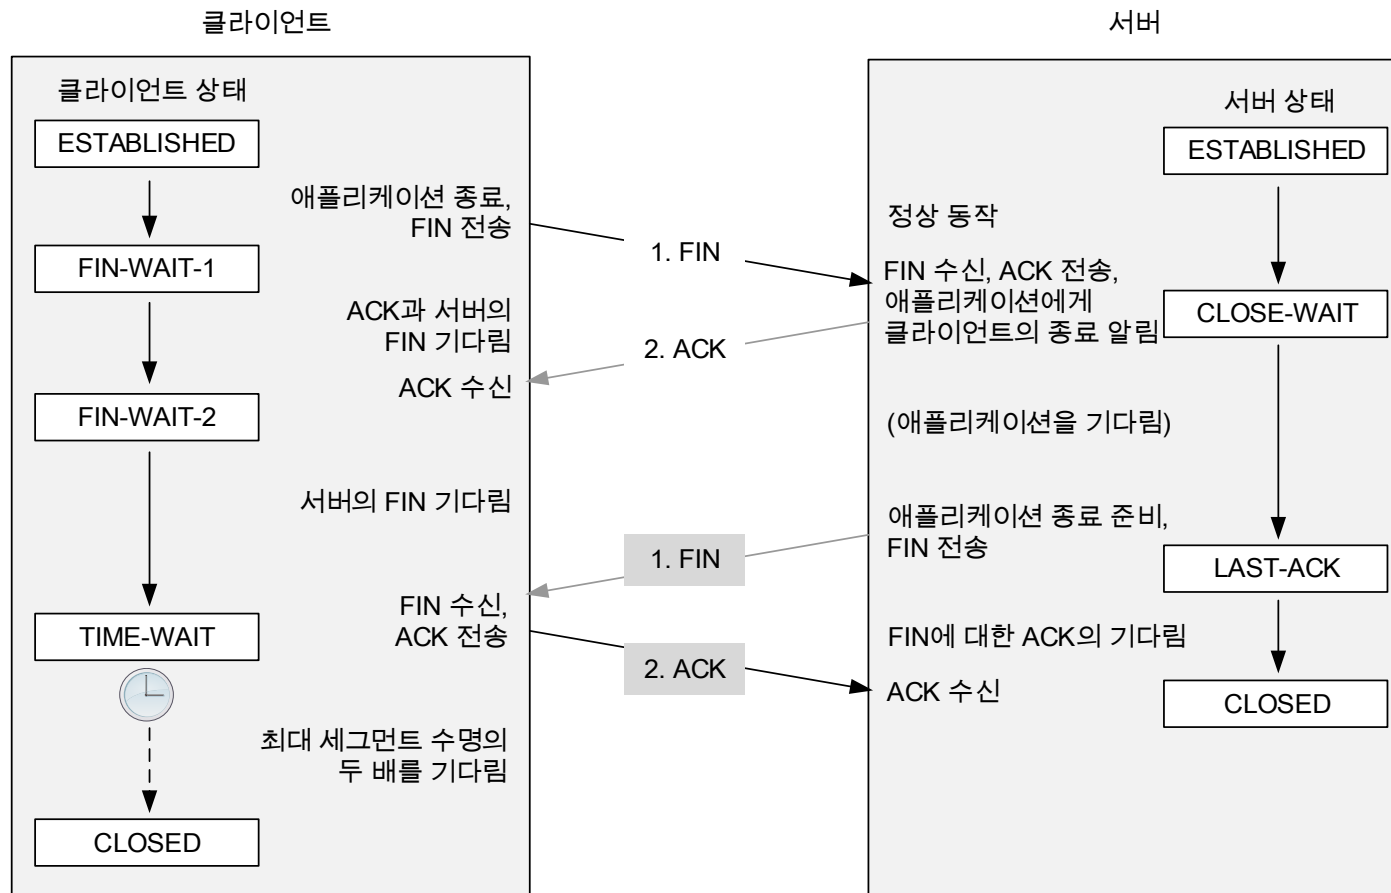 클라이언트
서버
클라이언트 상태
ESTABLISHED
애플리케이션 종료,
FIN 전송
FIN-WAIT-1
ACK과 서버의
FIN 기다림
ACK 수신
FIN-WAIT-2
서버의 FIN 기다림
FIN 수신,
ACK 전송
TIME-WAIT
최대 세그먼트 수명의
두 배를 기다림
CLOSED
1. FIN
2. ACK
1. FIN
2. ACK
서버 상태
ESTABLISHED
정상 동작
FIN 수신, ACK 전송,
애플리케이션에게
클라이언트의 종료 알림
CLOSE-WAIT
(애플리케이션을 기다림)
애플리케이션 종료 준비,
FIN 전송
LAST-ACK
FIN에 대한 ACK의 기다림
ACK 수신
CLOSED